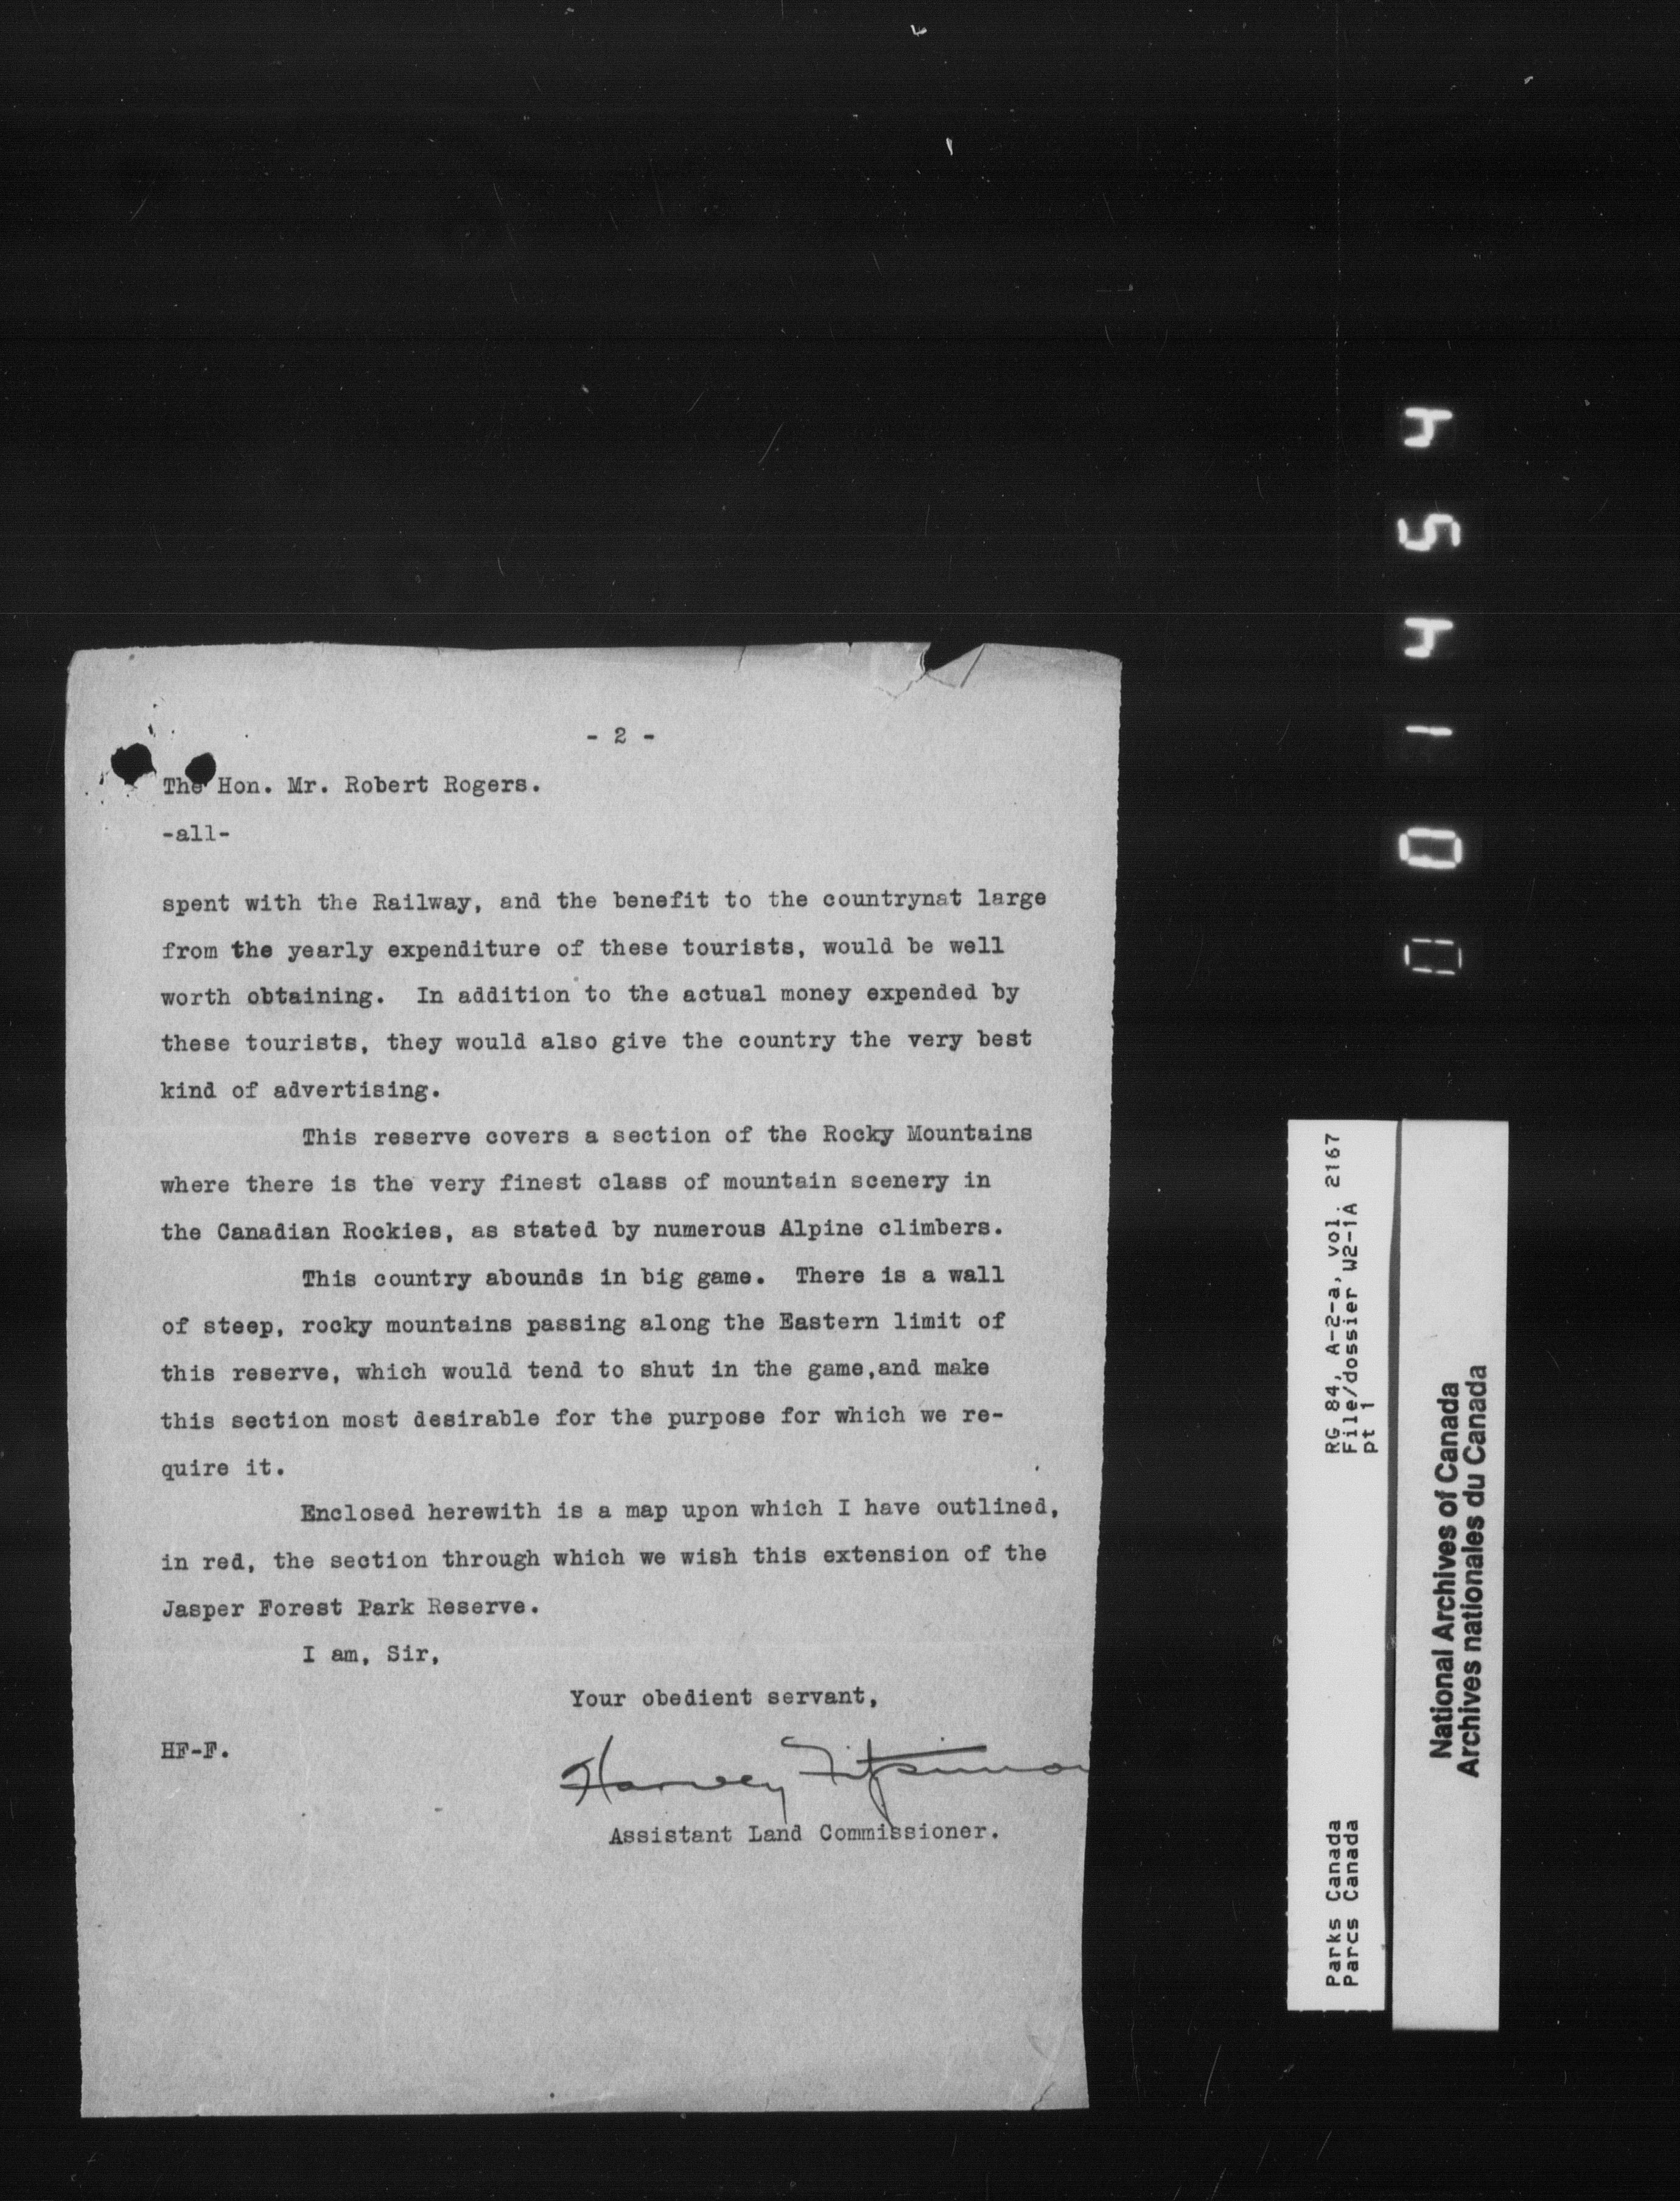 - 2 -
The Hon. Mr. Robert Rogers.
-all-
spent with the Railway, and the benefit to the countrynat large
from the yearly expenditure of these tourists, would be well
worth obtaining. In addition to the actual money expended by
these tourists, they would also give the country the very best
kind of advertising.
This reserve covers a section of the Rocky Mountains
where there is the very finest class of mountain scenery in
the Canadian Rockies, as stated by numerous Alpine climbers.
This country abounds in big game. There is a wall
of steep, rocky mountains passing along the Eastern limit of
this reserve, which would tend to shut in the game,and make
this section most desirable for the purpose for which we re-
quire it.
Enclosed herewith is a map upon which I have outlined,
in red, the section through which we wish this extension of the
Jasper Forest Park Reserve.
I am, Sir,
Your obedient servant,
HF-F.
Harvey
Assistant Land Commissioner.
001454
Parks Canada
Parcs Canada
RG 84, A-2-a, vol. 2167
File/dossier W2-1A
pt 1
National Archives of Canada
Archives nationales du Canada